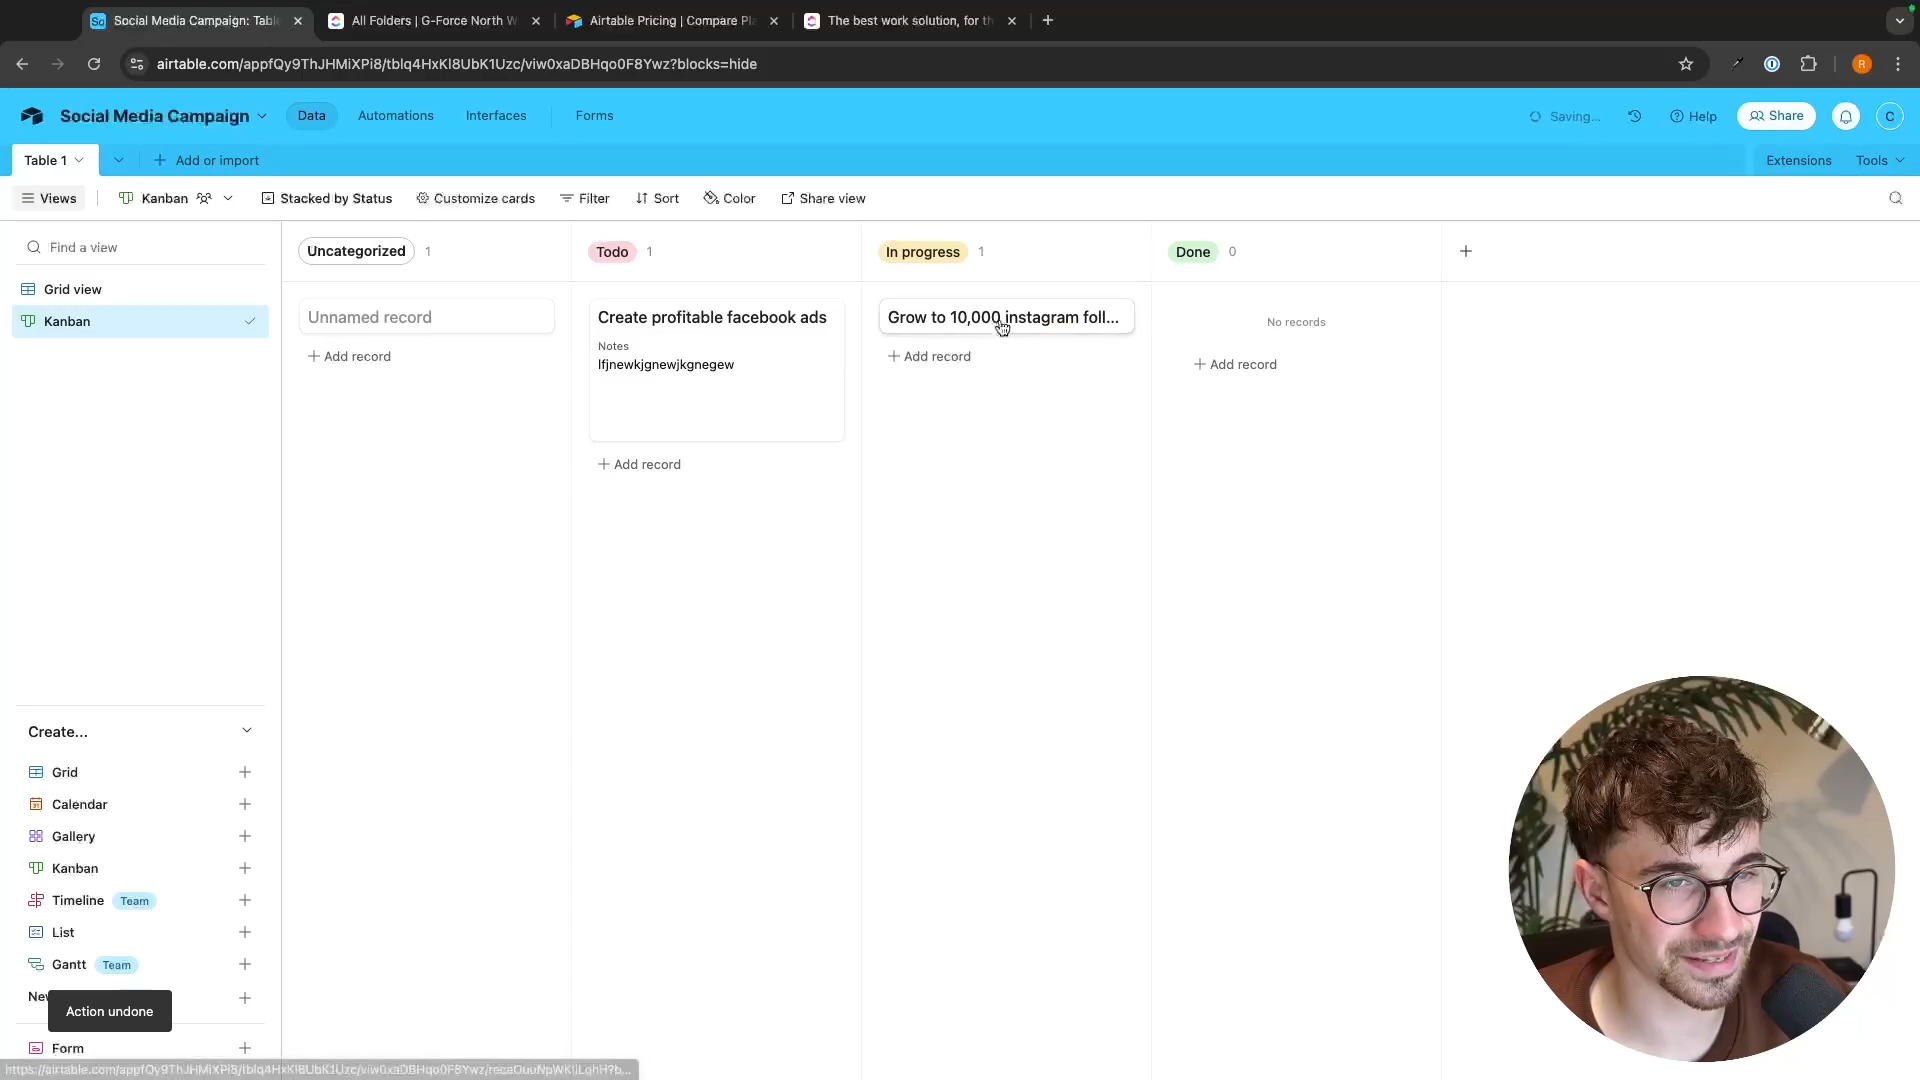 Social Media Campaign: Table
All Folders | G-Force North W
Airtable Pricing | Compare Pla
The best work solution, for th
airtable.com/appfQy9ThJHMiXPi8/tblq4HxKl8UbK1Uzc/viw0xaDBHqo0F8Ywz?blocks=hide
R
Social Media Campaign
Data
Automations
Interfaces
Forms
Saving...
Help
Share
C
Table 1
Add or import
Extensions
Tools
Views
Kanban
Stacked by Status
Customize cards
Filter
Sort
Color
Share view
Find a view
Grid view
Kanban
Uncategorized 1
Todo 1
In progress 1
Done 0
Unnamed record
Add record
Create profitable facebook ads
Notes
lfjnewkjgnewjkgnegew
Add record
Grow to 10,000 instagram foll...
Add record
No records
Add record
Create...
Grid
Calendar
Gallery
Kanban
Timeline Team
List
Gantt Team
New
Action undone
Form